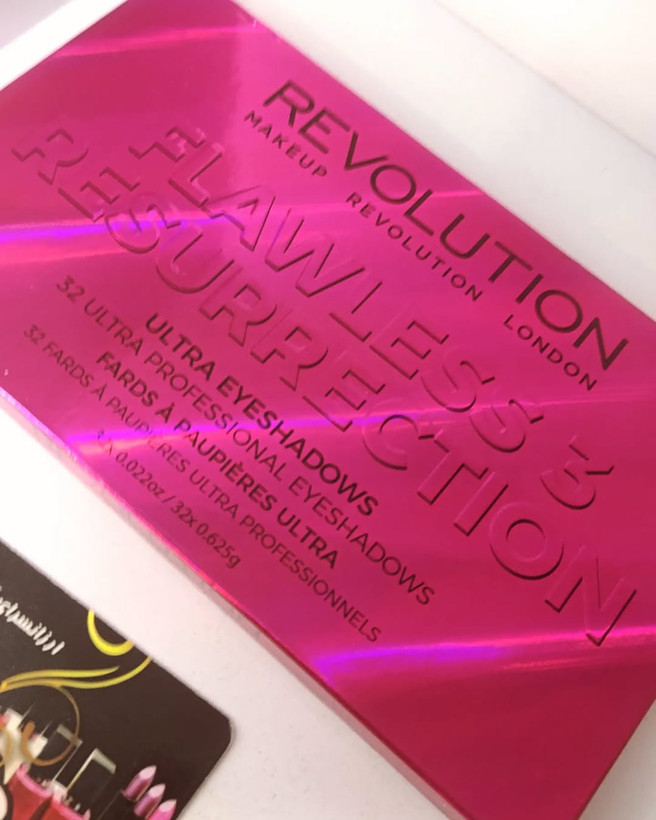 REVOLUTION
MAKEUP REVOLUTION LONDON
FLAWLESS 3
RESURRECTION
ULTRA EYESHADOWS
32 ULTRA PROFESSIONAL EYESHADOWS
FARDS À PAUPIÈRES ULTRA
32 FARDS À PAUPIÈRES ULTRA PROFESSIONNELS
x 0.022oz / 32x 0.625g